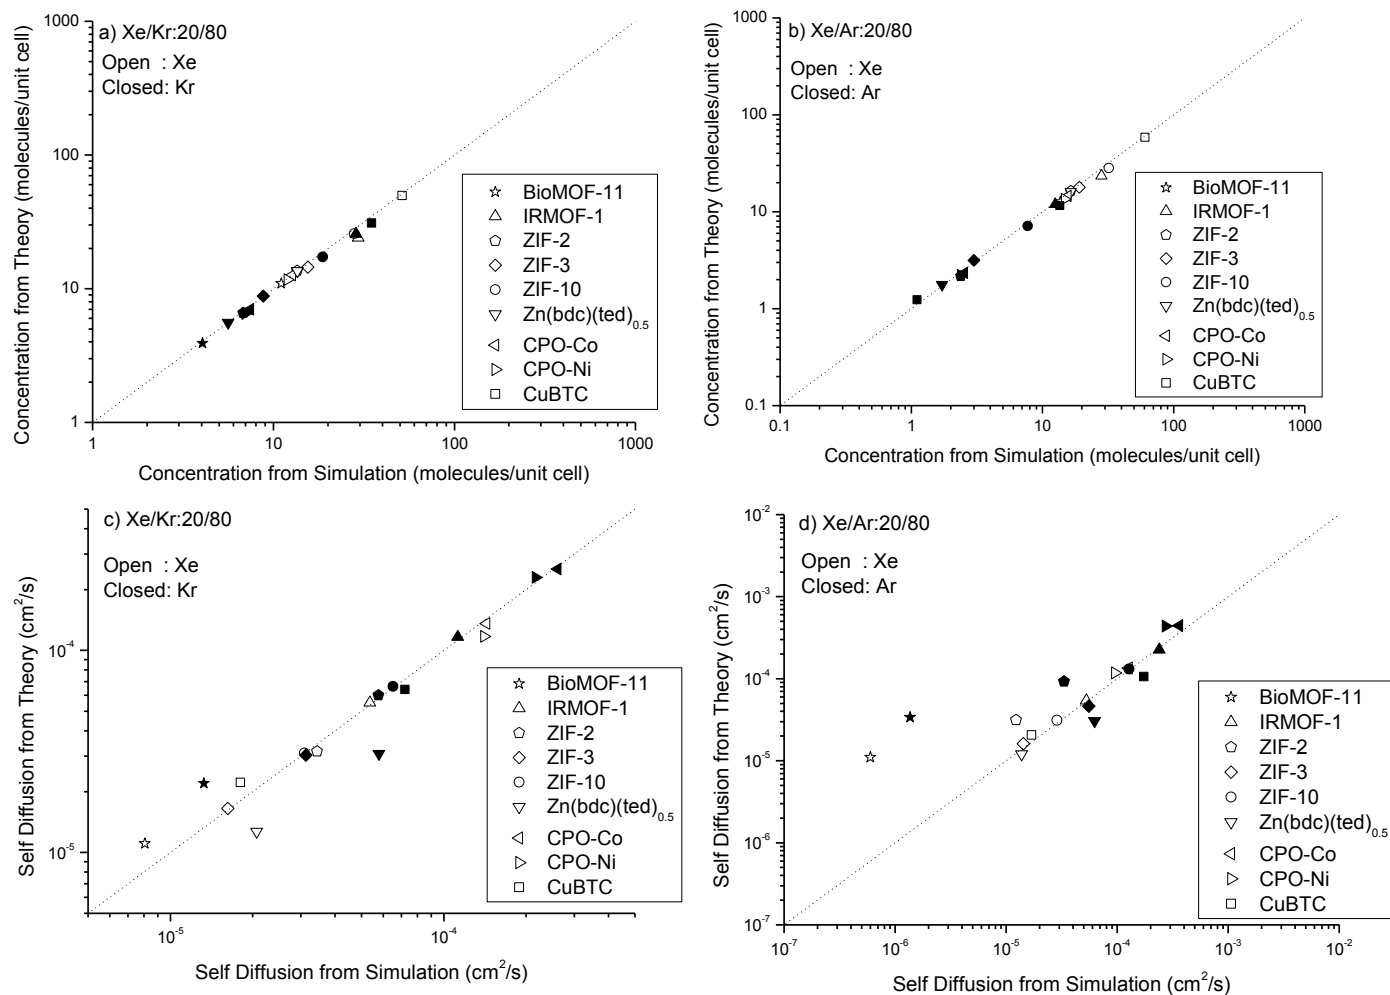 a) Xe/Kr:20/80
Open : Xe
Closed: Kr
Concentration from Theory (molecules/unit cell)
1000
100
10
1
BioMOF-11
IRMOF-1
ZIF-2
ZIF-3
ZIF-10
Zn(bdc)(ted)0.5
CPO-Co
CPO-Ni
CuBTC
1 10 100 1000
Concentration from Simulation (molecules/unit cell)
b) Xe/Ar:20/80
Open : Xe
Closed: Ar
Concentration from Theory (molecules/unit cell)
1000
100
10
1
0.1
BioMOF-11
IRMOF-1
ZIF-2
ZIF-3
ZIF-10
Zn(bdc)(ted)0.5
CPO-Co
CPO-Ni
CuBTC
0.1 1 10 100 1000
Concentration from Simulation (molecules/unit cell)
c) Xe/Kr:20/80
Open : Xe
Closed: Kr
Self Diffusion from Theory (cm²/s)
10⁻⁴
10⁻⁵
BioMOF-11
IRMOF-1
ZIF-2
ZIF-3
ZIF-10
Zn(bdc)(ted)0.5
CPO-Co
CPO-Ni
CuBTC
10⁻⁵ 10⁻⁴
Self Diffusion from Simulation (cm²/s)
d) Xe/Ar:20/80
Open : Xe
Closed: Ar
Self Diffusion from Theory (cm²/s)
10⁻²
10⁻³
10⁻⁴
10⁻⁵
10⁻⁶
10⁻⁷
BioMOF-11
IRMOF-1
ZIF-2
ZIF-3
ZIF-10
Zn(bdc)(ted)0.5
CPO-Co
CPO-Ni
CuBTC
10⁻⁷ 10⁻⁶ 10⁻⁵ 10⁻⁴ 10⁻³ 10⁻²
Self Diffusion from Simulation (cm²/s)